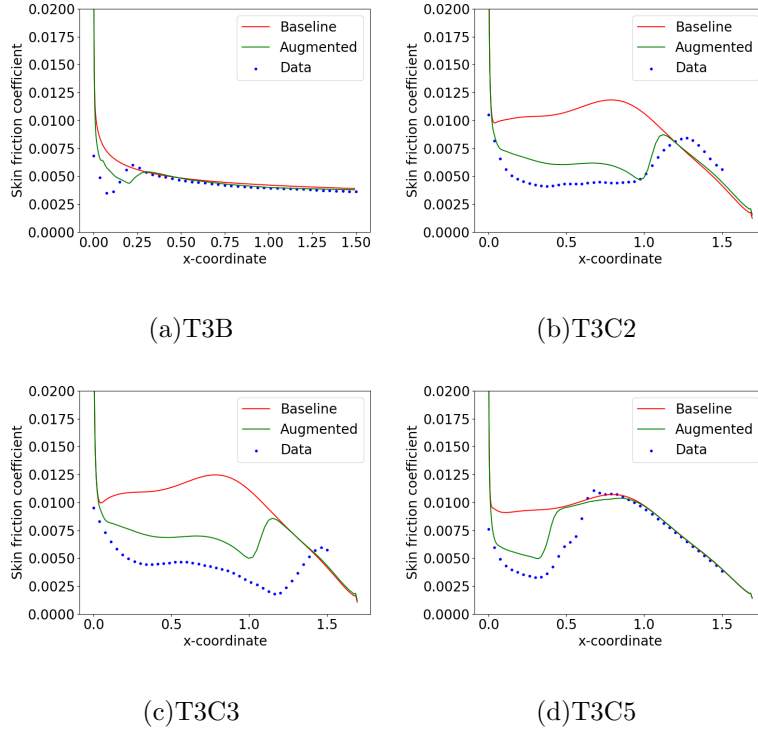 0.0200
0.0175
0.0150
0.0125
0.0100
0.0075
0.0050
0.0025
0.0000
Skin friction coefficient
Baseline
Augmented
Data
0.00 0.25 0.50 0.75 1.00 1.25 1.50
x-coordinate
(a)T3B
0.0200
0.0175
0.0150
0.0125
0.0100
0.0075
0.0050
0.0025
0.0000
Skin friction coefficient
Baseline
Augmented
Data
0.0 0.5 1.0 1.5
x-coordinate
(b)T3C2
0.0200
0.0175
0.0150
0.0125
0.0100
0.0075
0.0050
0.0025
0.0000
Skin friction coefficient
Baseline
Augmented
Data
0.0 0.5 1.0 1.5
x-coordinate
(c)T3C3
0.0200
0.0175
0.0150
0.0125
0.0100
0.0075
0.0050
0.0025
0.0000
Skin friction coefficient
Baseline
Augmented
Data
0.0 0.5 1.0 1.5
x-coordinate
(d)T3C5